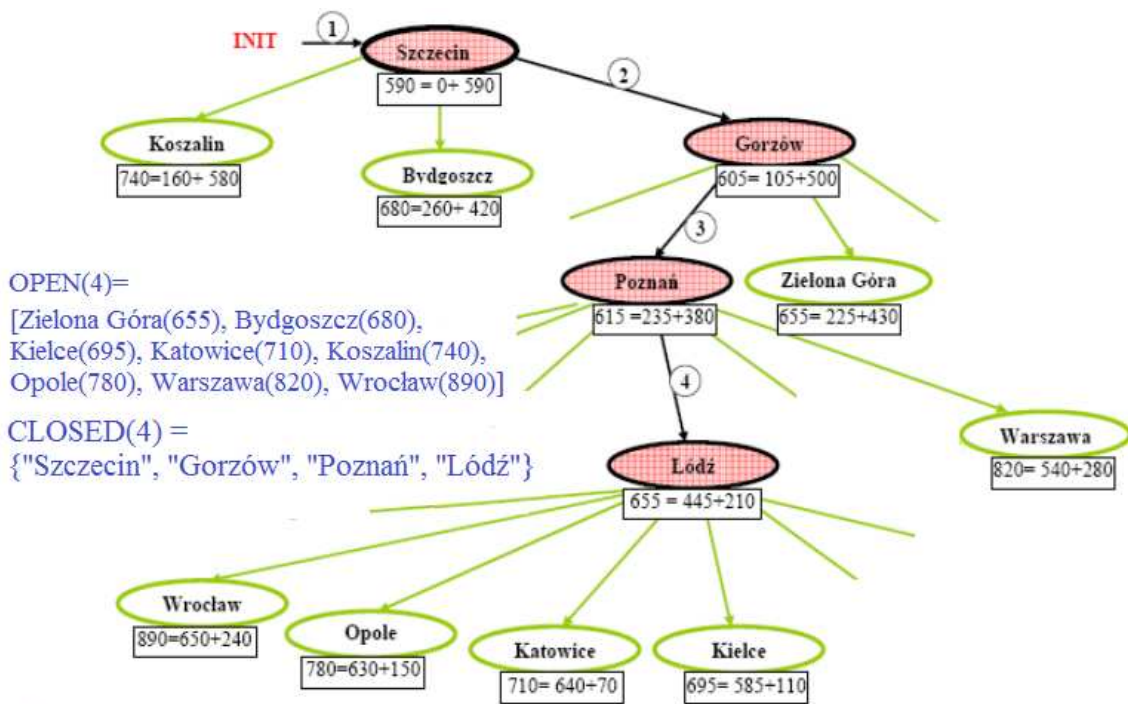 INIT
1
Szczecin
590 = 0+ 590
2
Koszalin
740=160+ 580
Bydgoszcz
680=260+ 420
Gorzów
605= 105+500
3
OPEN(4)=
[Zielona Góra(655), Bydgoszcz(680),
Kielce(695), Katowice(710), Koszalin(740),
Opole(780), Warszawa(820), Wrocław(890)]
CLOSED(4) =
{"Szczecin", "Gorzów", "Poznań", "Lódź"}
Poznań
615 =235+380
Zielona Góra
655= 225+430
4
Warszawa
820= 540+280
Lódź
655 = 445+210
Wrocław
890=650+240
Opole
780=630+150
Katowice
710= 640+70
Kielce
695= 585+110